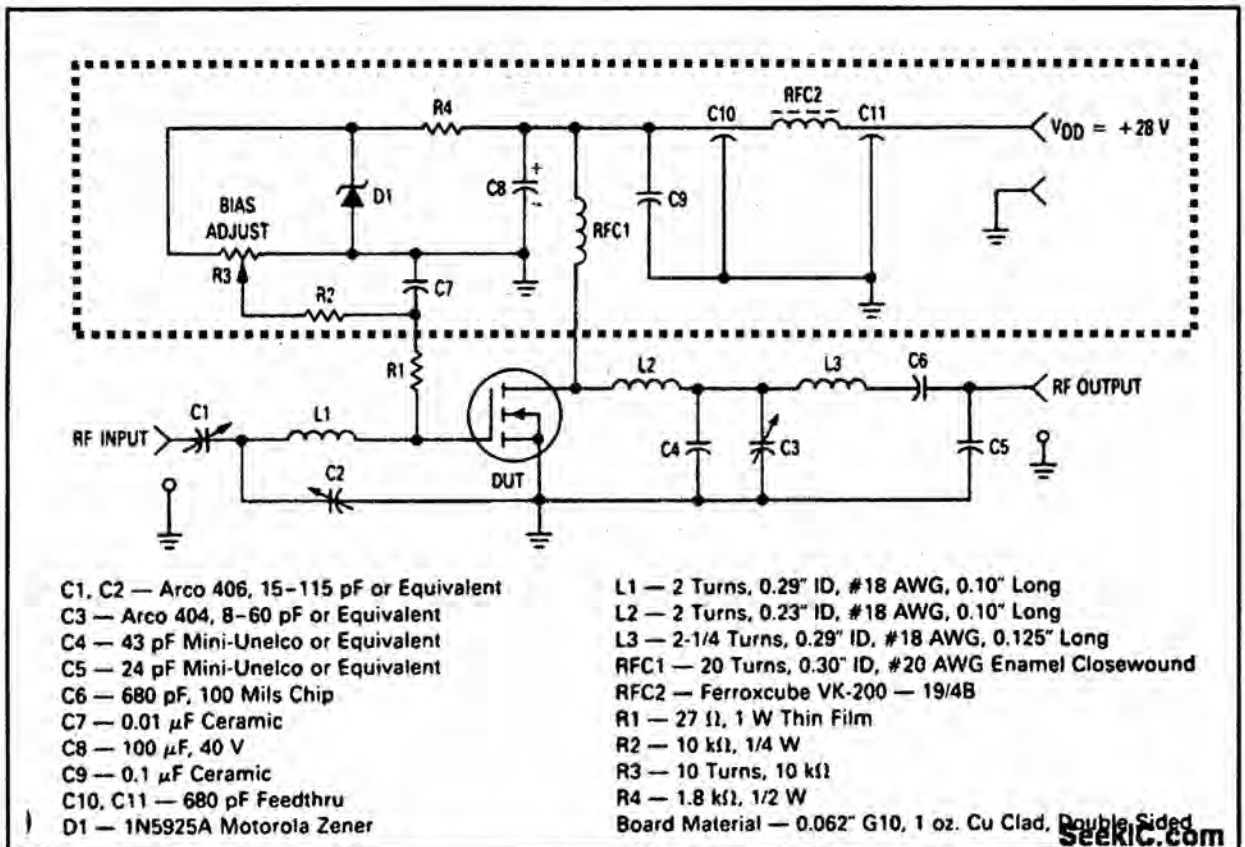 R4
RFC2
C10
C11
V_DD = +28 V
C8
+
-
D1
C9
RFC1
BIAS
ADJUST
R3
C7
R2
R1
L2
L3
C6
RF OUTPUT
C1
L1
RF INPUT
C4
C3
C5
C2
DUT
C1, C2 — Arco 406, 15–115 pF or Equivalent
C3 — Arco 404, 8–60 pF or Equivalent
C4 — 43 pF Mini-Unelco or Equivalent
C5 — 24 pF Mini-Unelco or Equivalent
C6 — 680 pF, 100 Mils Chip
C7 — 0.01 μF Ceramic
C8 — 100 μF, 40 V
C9 — 0.1 μF Ceramic
C10, C11 — 680 pF Feedthru
D1 — 1N5925A Motorola Zener
L1 — 2 Turns, 0.29" ID, #18 AWG, 0.10" Long
L2 — 2 Turns, 0.23" ID, #18 AWG, 0.10" Long
L3 — 2-1/4 Turns, 0.29" ID, #18 AWG, 0.125" Long
RFC1 — 20 Turns, 0.30" ID, #20 AWG Enamel Closewound
RFC2 — Ferroxcube VK-200 — 19/4B
R1 — 27 Ω, 1 W Thin Film
R2 — 10 kΩ, 1/4 W
R3 — 10 Turns, 10 kΩ
R4 — 1.8 kΩ, 1/2 W
Board Material — 0.062" G10, 1 oz. Cu Clad, Double Sided
SeekIC.com